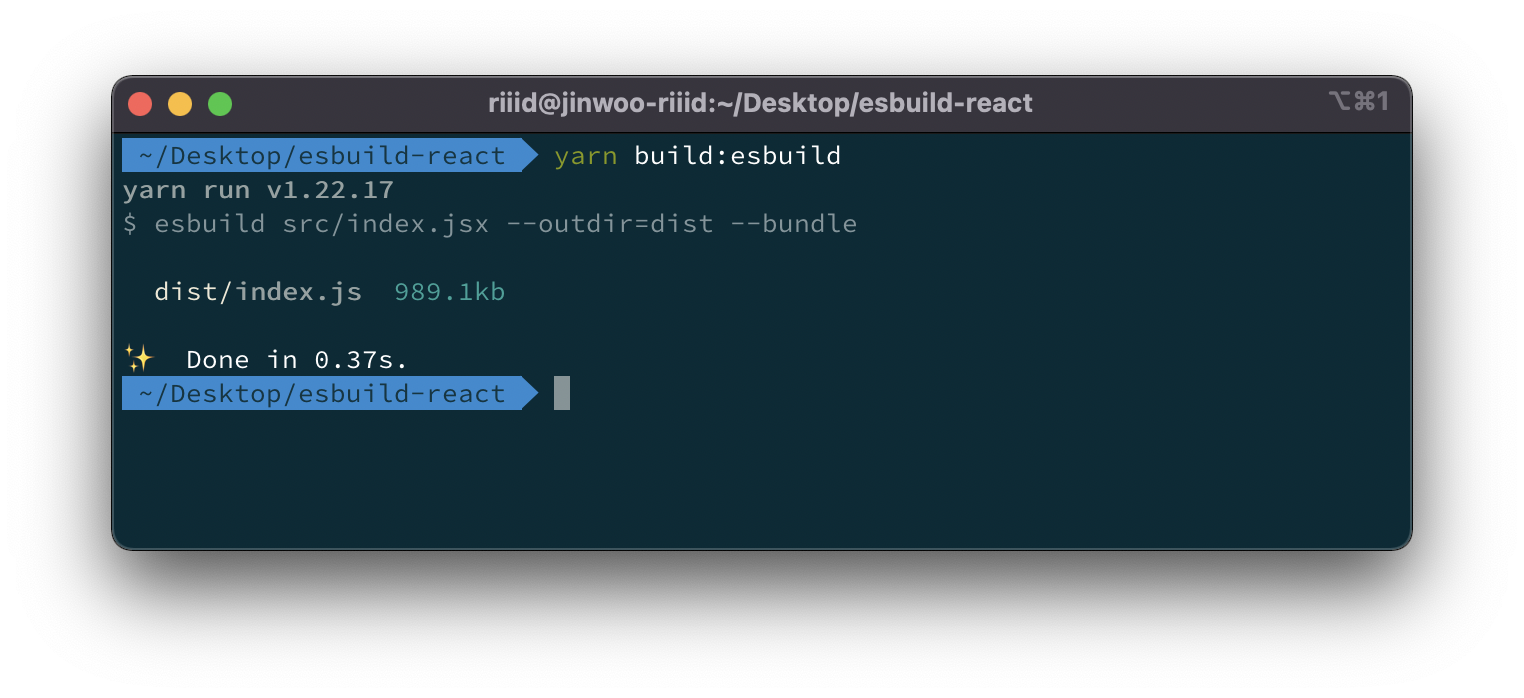 riiid@jinwoo-riiid:~/Desktop/esbuild-react ⌥⌘1
~/Desktop/esbuild-react yarn build:esbuild
yarn run v1.22.17
$ esbuild src/index.jsx --outdir=dist --bundle
dist/index.js 989.1kb
✨ Done in 0.37s.
~/Desktop/esbuild-react